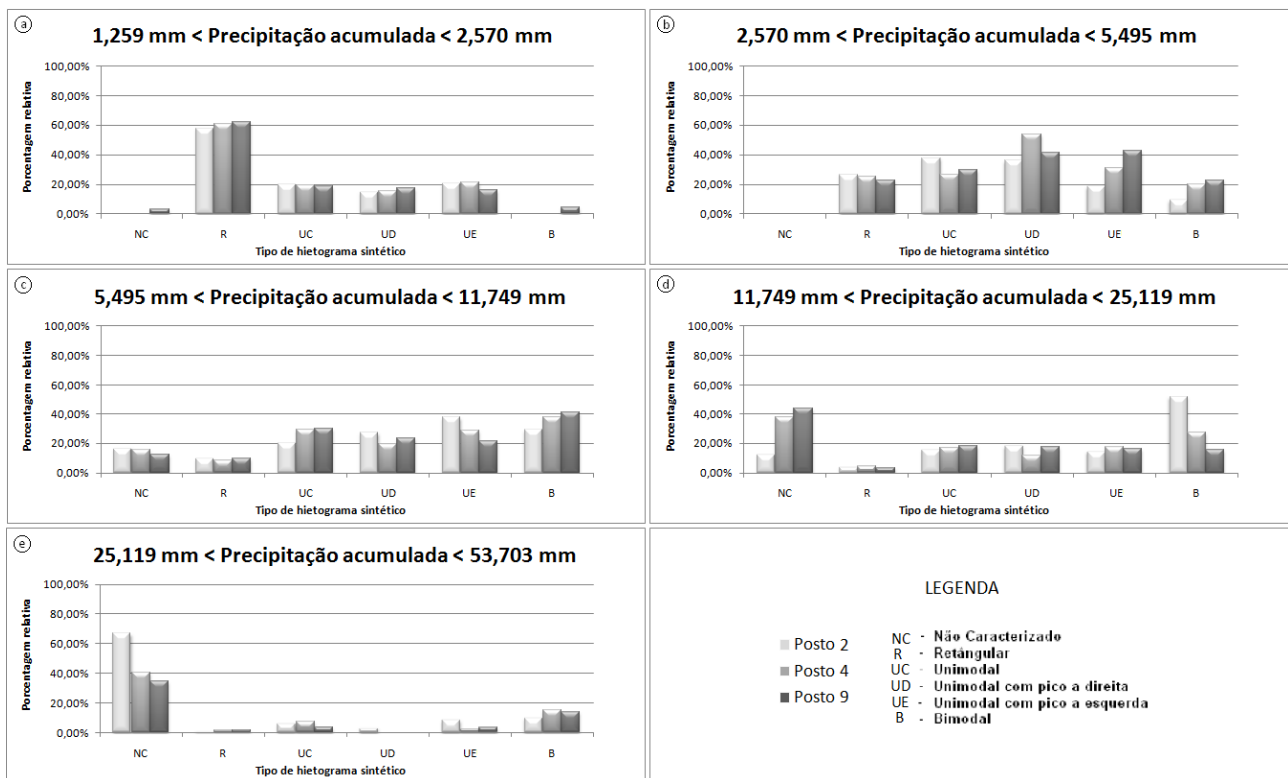 a
1,259 mm < Precipitação acumulada < 2,570 mm
Porcentagem relativa
100,00%
80,00%
60,00%
40,00%
20,00%
0,00%
NC R UC UD UE B
Tipo de hietograma sintético
b
2,570 mm < Precipitação acumulada < 5,495 mm
Porcentagem relativa
100,00%
80,00%
60,00%
40,00%
20,00%
0,00%
NC R UC UD UE B
Tipo de hietograma sintético
c
5,495 mm < Precipitação acumulada < 11,749 mm
Porcentagem relativa
100,00%
80,00%
60,00%
40,00%
20,00%
0,00%
NC R UC UD UE B
Tipo de hietograma sintético
d
11,749 mm < Precipitação acumulada < 25,119 mm
Porcentagem relativa
100,00%
80,00%
60,00%
40,00%
20,00%
0,00%
NC R UC UD UE B
Tipo de hietograma sintético
e
25,119 mm < Precipitação acumulada < 53,703 mm
Porcentagem relativa
100,00%
80,00%
60,00%
40,00%
20,00%
0,00%
NC R UC UD UE B
Tipo de hietograma sintético
LEGENDA
Posto 2
Posto 4
Posto 9
NC - Não Caracterizado
R - Retángular
UC - Unimodal
UD - Unimodal com pico a direita
UE - Unimodal com pico a esquerda
B - Bimodal